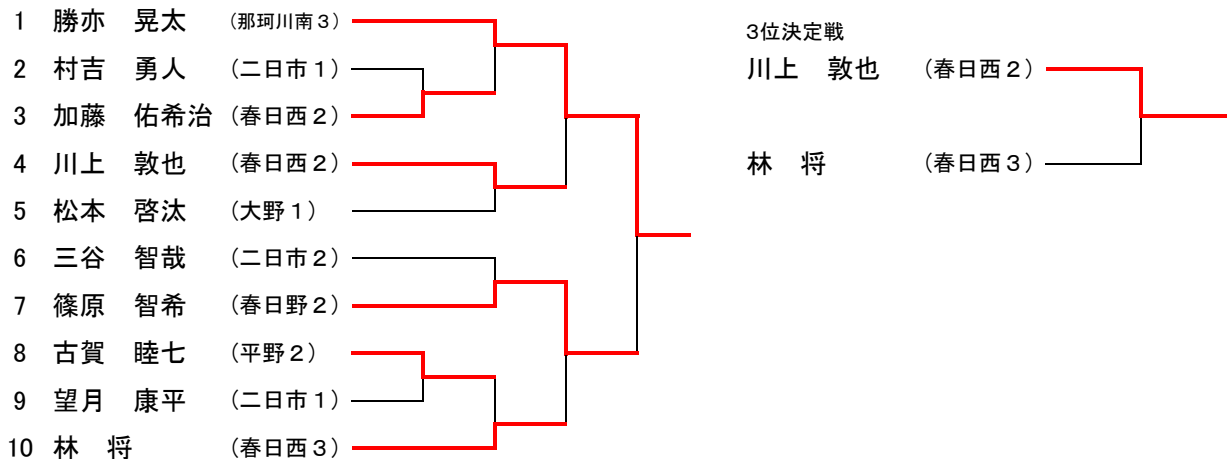 1 勝亦 晃太 (那珂川南3)
2 村吉 勇人 (二日市1)
3 加藤 佑希治 (春日西2)
4 川上 敦也 (春日西2)
5 松本 啓汰 (大野1)
6 三谷 智哉 (二日市2)
7 篠原 智希 (春日野2)
8 古賀 睦七 (平野2)
9 望月 康平 (二日市1)
10 林 将 (春日西3)
3位決定戦
川上 敦也 (春日西2)
林 将 (春日西3)